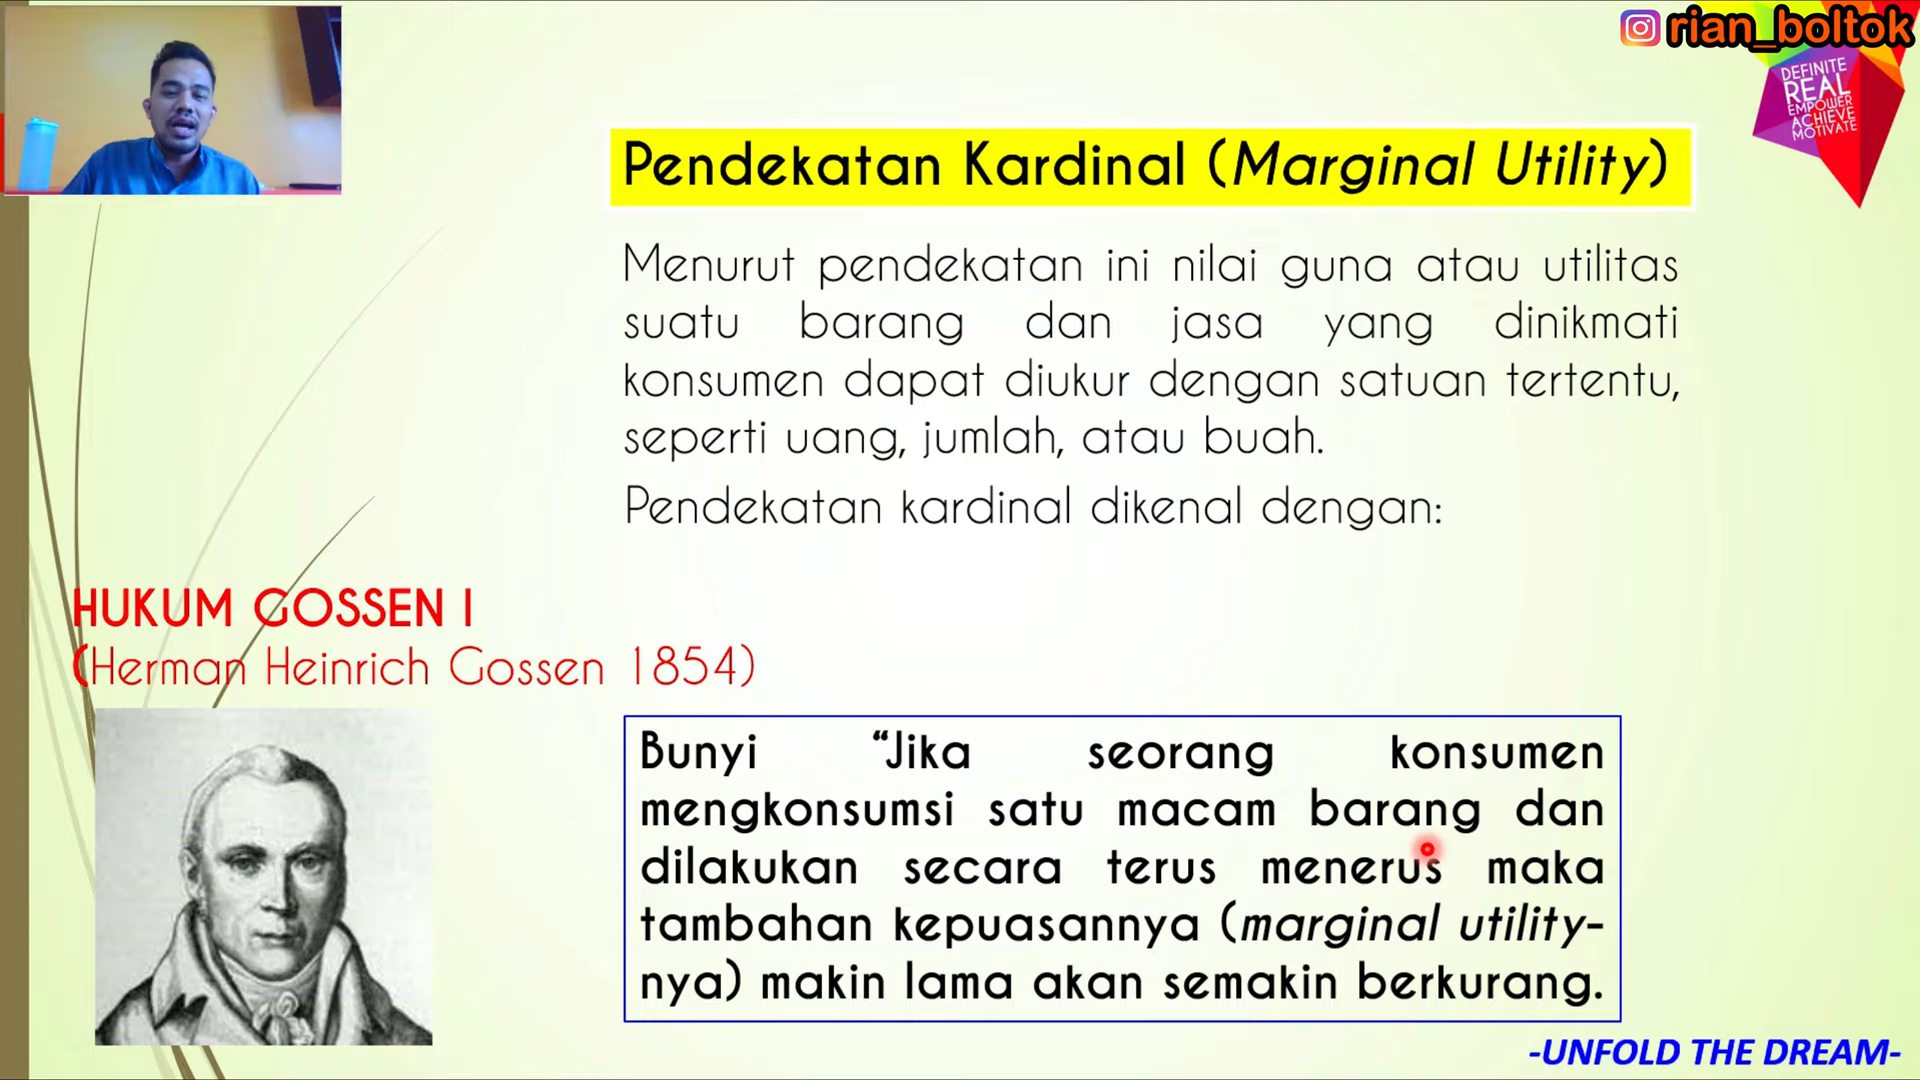 rian_boltok
DEFINITE
REAL
EMPOWER
ACHIEVE
MOTIVATE
Pendekatan Kardinal (Marginal Utility)
Menurut pendekatan ini nilai guna atau utilitas
suatu barang dan jasa yang dinikmati
konsumen dapat diukur dengan satuan tertentu,
seperti uang, jumlah, atau buah.
Pendekatan kardinal dikenal dengan:
HUKUM GOSSEN I
(Herman Heinrich Gossen 1854)
Bunyi “Jika seorang konsumen
mengkonsumsi satu macam barang dan
dilakukan secara terus menerus maka
tambahan kepuasannya (marginal utility-
nya) makin lama akan semakin berkurang.
-UNFOLD THE DREAM-